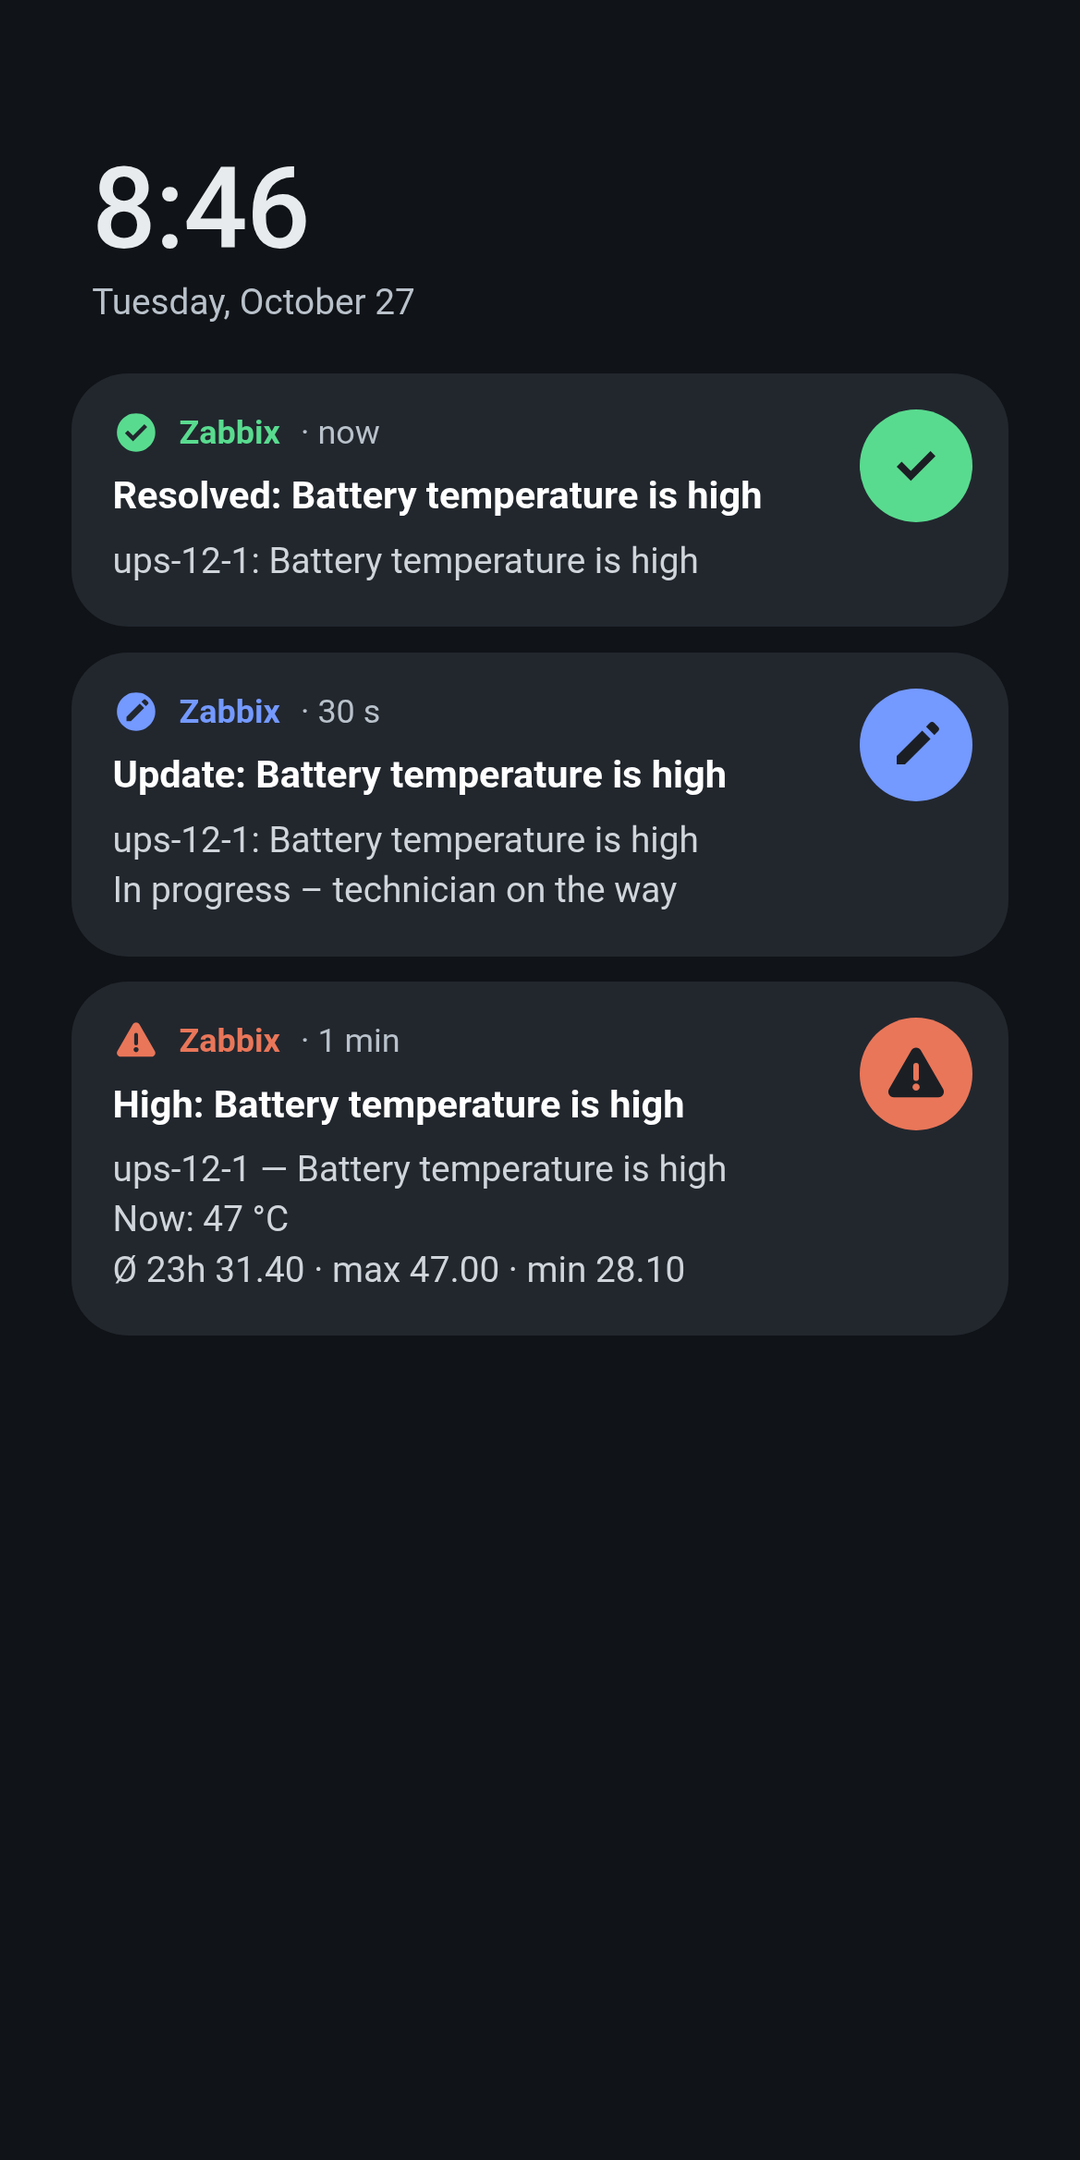 8:46
Tuesday, October 27
Zabbix · now
Resolved: Battery temperature is high
ups-12-1: Battery temperature is high
Zabbix · 30 s
Update: Battery temperature is high
ups-12-1: Battery temperature is high
In progress – technician on the way
Zabbix · 1 min
High: Battery temperature is high
ups-12-1 — Battery temperature is high
Now: 47 °C
Ø 23h 31.40 · max 47.00 · min 28.10